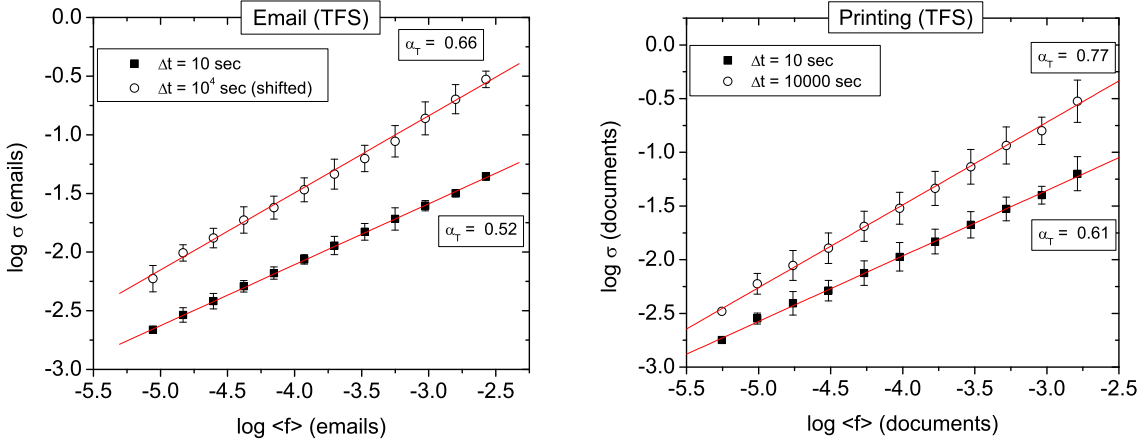 Email (TFS)
0.0
-0.5
-1.0
-1.5
-2.0
-2.5
-3.0
log σ (emails)
Δt = 10 sec
Δt = 10⁴ sec (shifted)
α_T = 0.66
α_T = 0.52
-5.5 -5.0 -4.5 -4.0 -3.5 -3.0 -2.5
log <f> (emails)
Printing (TFS)
0.0
-0.5
-1.0
-1.5
-2.0
-2.5
-3.0
log σ (documents)
Δt = 10 sec
Δt = 10000 sec
α_T = 0.77
α_T = 0.61
-5.5 -5.0 -4.5 -4.0 -3.5 -3.0 -2.5
log <f> (documents)